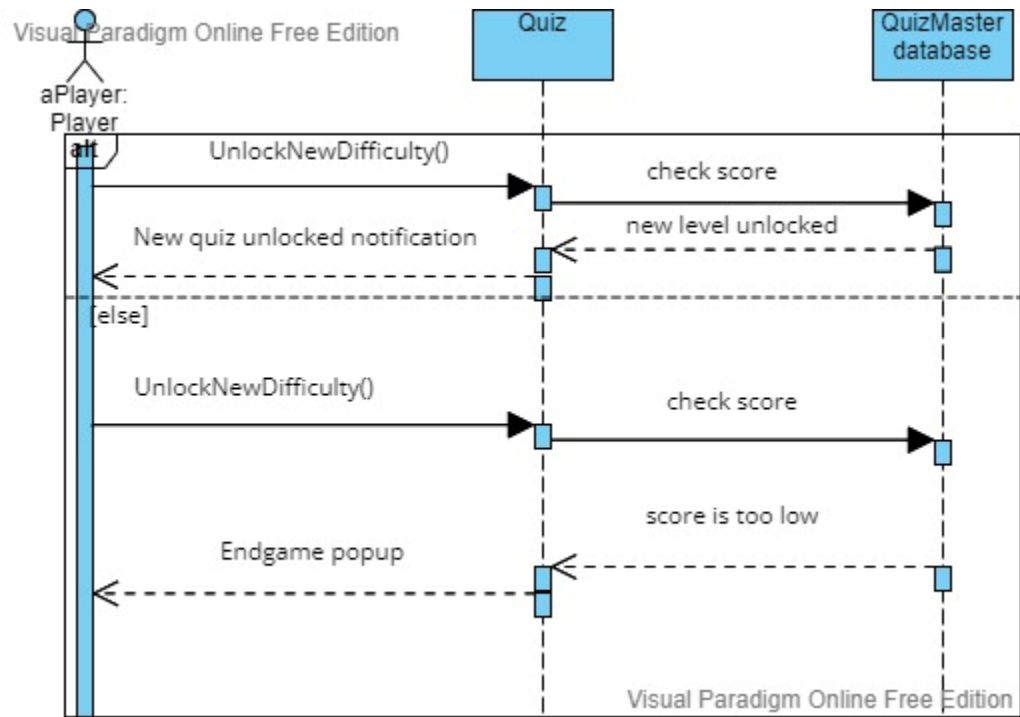 Visual Paradigm Online Free Edition
Quiz
QuizMaster
database
aPlayer:
Player
alt
UnlockNewDifficulty()
check score
new level unlocked
New quiz unlocked notification
[else]
UnlockNewDifficulty()
check score
score is too low
Endgame popup
Visual Paradigm Online Free Edition